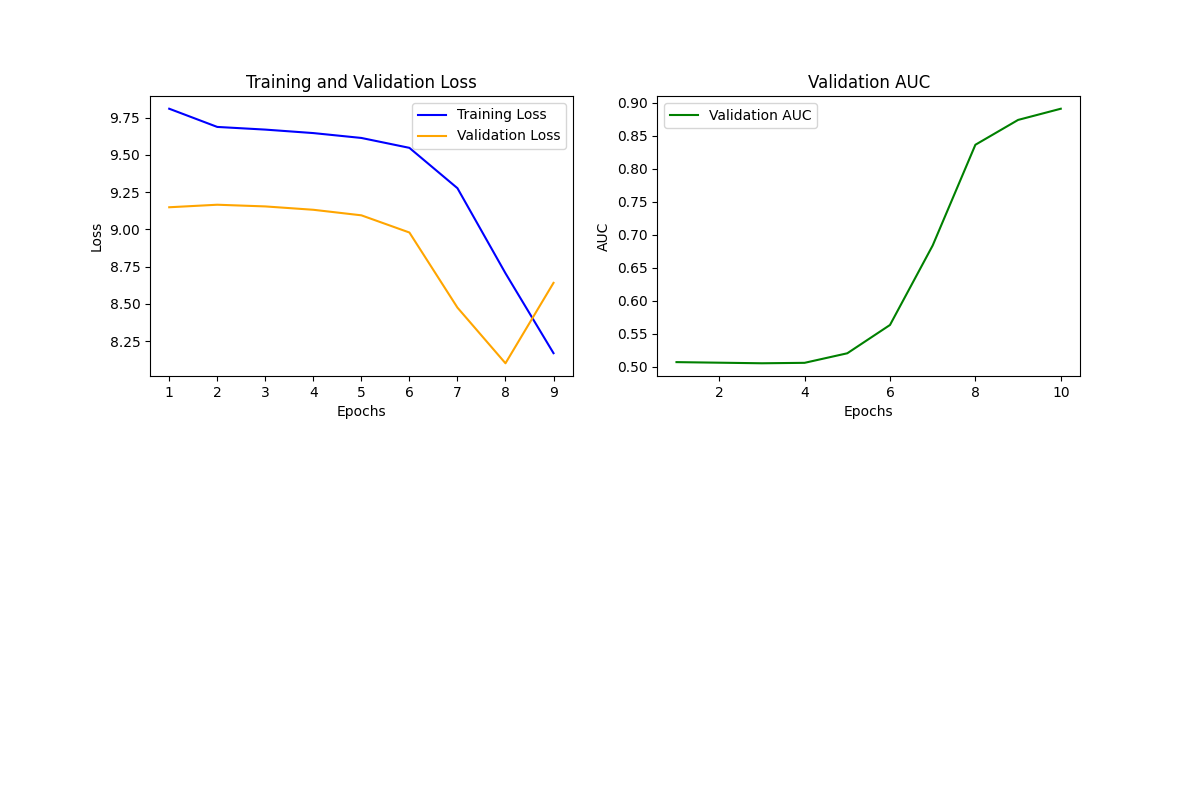 Training and Validation Loss
Training Loss
Validation Loss
9.75
9.50
9.25
9.00
8.75
8.50
8.25
Loss
1 2 3 4 5 6 7 8 9
Epochs
Validation AUC
Validation AUC
0.90
0.85
0.80
0.75
0.70
0.65
0.60
0.55
0.50
AUC
2 4 6 8 10
Epochs